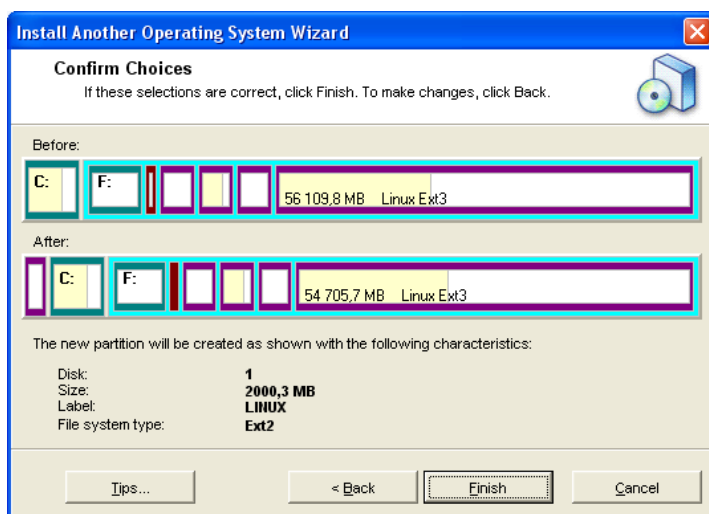 Install Another Operating System Wizard
Confirm Choices
If these selections are correct, click Finish. To make changes, click Back.
Before:
C: F: 56 109,8 MB Linux Ext3
After:
C: F: 54 705,7 MB Linux Ext3
The new partition will be created as shown with the following characteristics:
Disk: 1
Size: 2000,3 MB
Label: LINUX
File system type: Ext2
Tips... < Back Finish Cancel